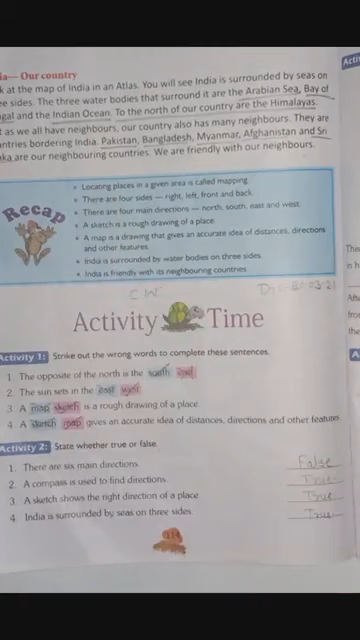 ia— Our country
k at the map of India in an Atlas. You will see India is surrounded by seas on
ee sides. The three water bodies that surround it are the Arabian Sea, Bay of
gal and the Indian Ocean. To the north of our country are the Himalayas.
t as we all have neighbours, our country also has many neighbours. They are
ntries bordering India. Pakistan, Bangladesh, Myanmar, Afghanistan and Sri
ka are our neighbouring countries. We are friendly with our neighbours.
Recap
• Locating places in a given area is called mapping
• There are four sides — right, left, front and back.
• There are four main directions — north, south, east and west.
• A sketch is a rough drawing of a place.
• A map is a drawing that gives an accurate idea of distances, directions
and other features
• India is surrounded by water bodies on three sides
• India is friendly with its neighbouring countries
C W
Activity Time
Activity 1: Strike out the wrong words to complete these sentences.
1. The opposite of the north is the south east
2. The sun sets in the east west
3. A map sketch is a rough drawing of a place.
4. A sketch map gives an accurate idea of distances, directions and other features
Activity 2: State whether true or false.
1. There are six main directions False
2. A compass is used to find directions True
3. A sketch shows the right direction of a place True
4. India is surrounded by seas on three sides. True
Activ
This
in h
Afte
fro
the
A